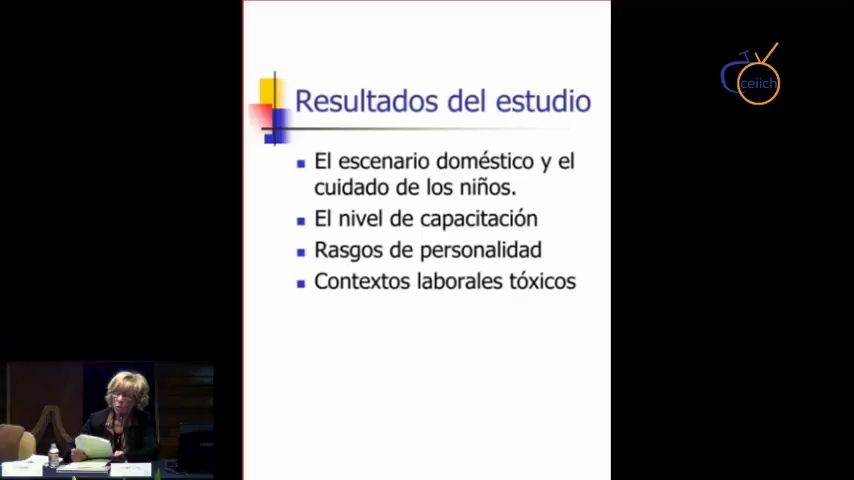 Resultados del estudio
El escenario doméstico y el
cuidado de los niños.
El nivel de capacitación
Rasgos de personalidad
Contextos laborales tóxicos
TV
ceiich